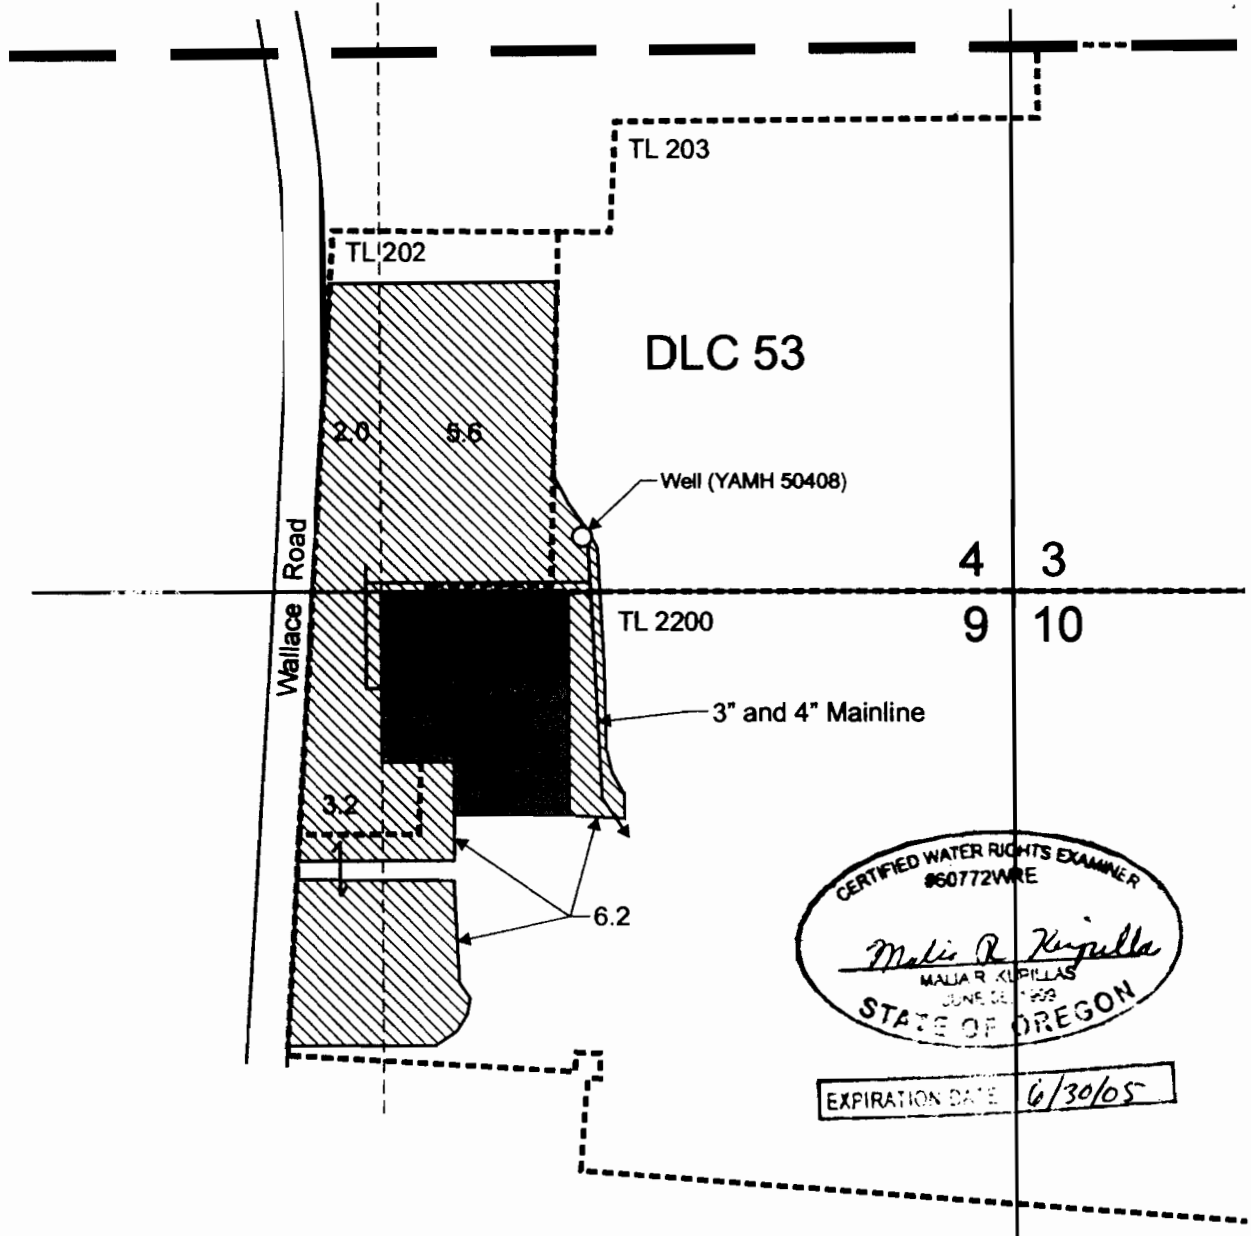 TL 203
TL 202
DLC 53
2.0
5.6
Well (YAMH 50408)
Wallace Road
4 3
9 10
TL 2200
3" and 4" Mainline
3.2
6.2
CERTIFIED WATER RIGHTS EXAMINER
#60772WRE
Malia R Kupillas
MALIA R. KUPILLAS
STATE OF OREGON
EXPIRATION DATE 6/30/05